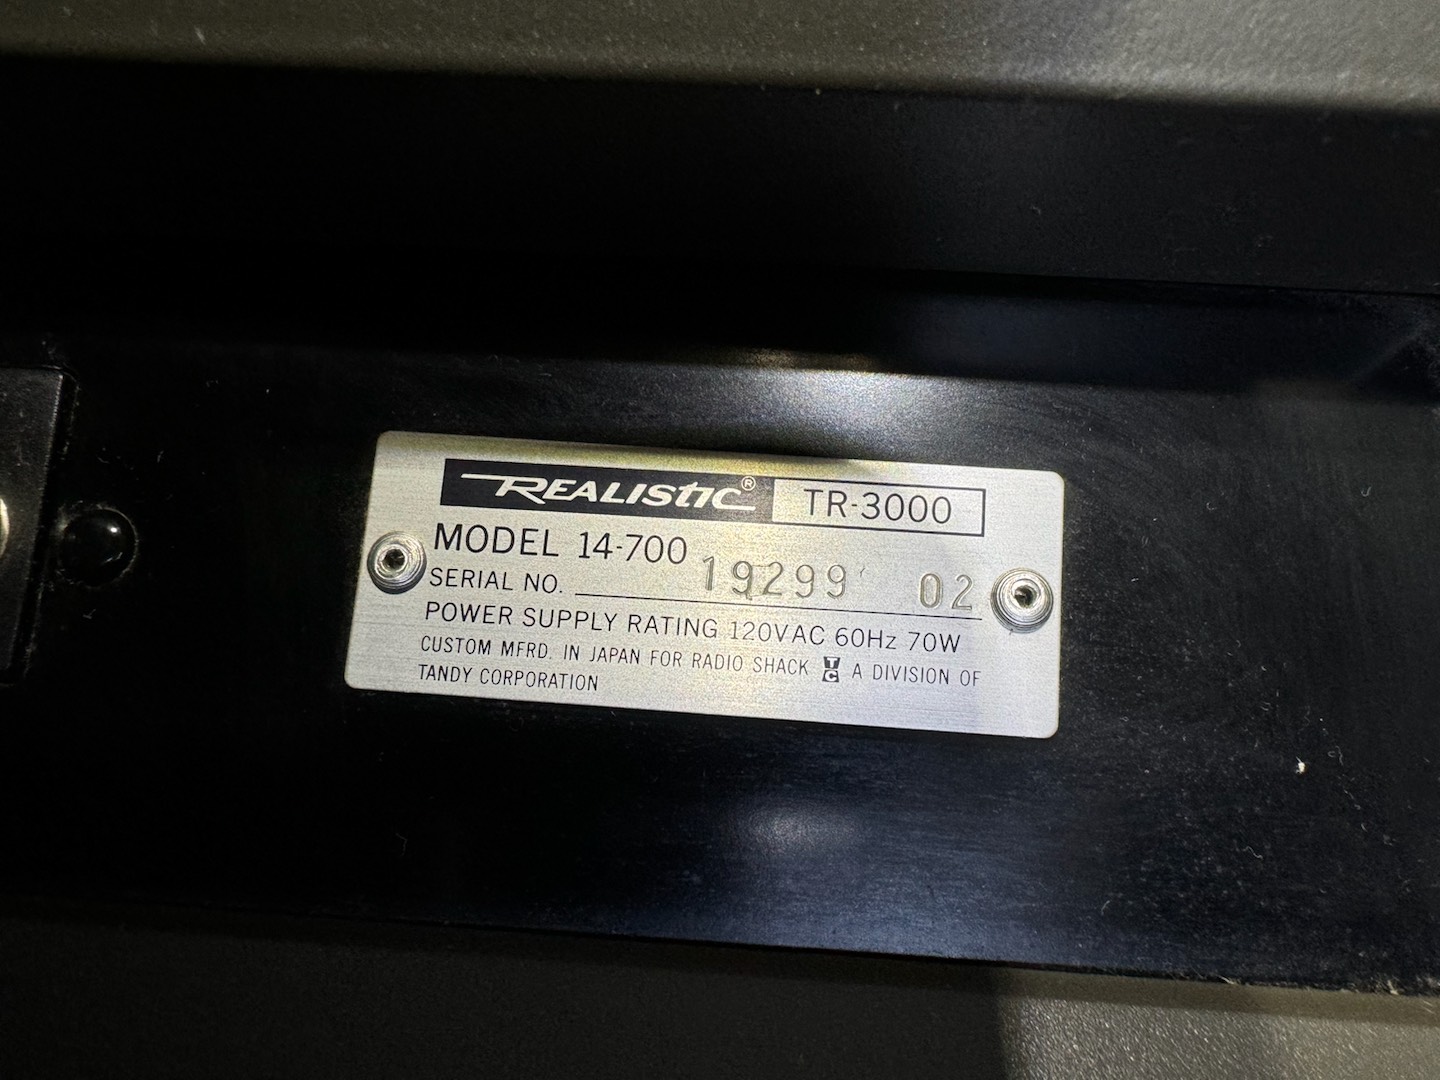 REALISTIC® TR-3000
MODEL 14-700
SERIAL NO. 19299 02
POWER SUPPLY RATING 120VAC 60Hz 70W
CUSTOM MFRD. IN JAPAN FOR RADIO SHACK TC A DIVISION OF
TANDY CORPORATION